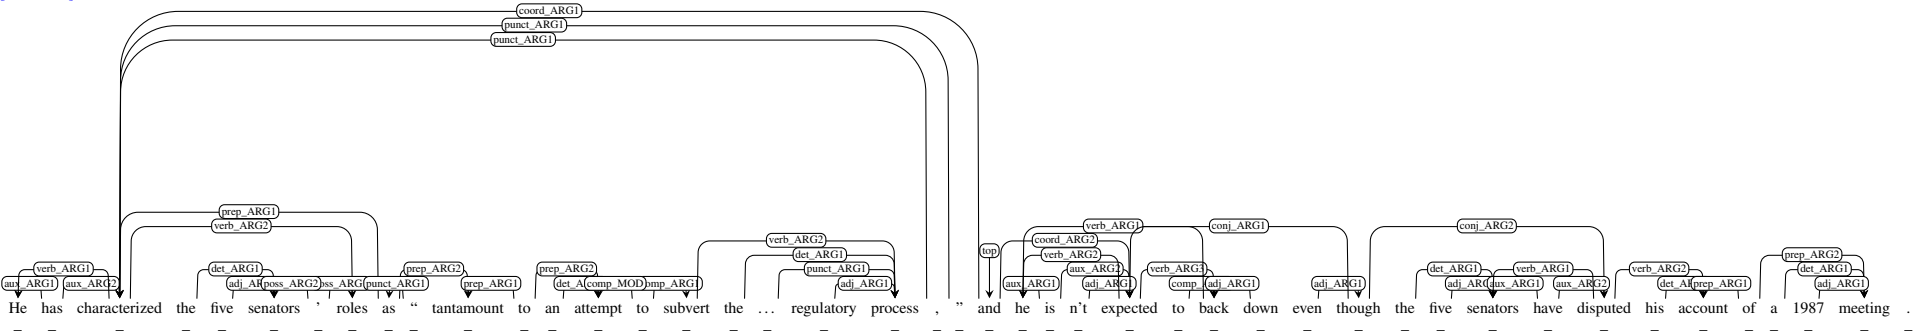 coord_ARG1
punct_ARG1
punct_ARG1
prep_ARG1
verb_ARG2
verb_ARG1 conj_ARG1 conj_ARG2
verb_ARG2 coord_ARG2
top det_ARG1 verb_ARG2 prep_ARG2
verb_ARG1 det_ARG1 prep_ARG2 prep_ARG2 punct_ARG1 aux_ARG2 verb_ARG3 det_ARG1 verb_ARG1 verb_ARG2 det_ARG1
aux_ARG1 aux_ARG2 poss_ARG2 punct_ARG1 prep_ARG1 comp_MOD adj_ARG1 aux_ARG1 adj_ARG1 adj_ARG1 adj_ARG1 aux_ARG1 aux_ARG2 prep_ARG1 adj_ARG1
He has characterized the five senators ’ roles as “ tantamount to an attempt to subvert the … regulatory process , ” and he is n’t expected to back down even though the five senators have disputed his account of a 1987 meeting .